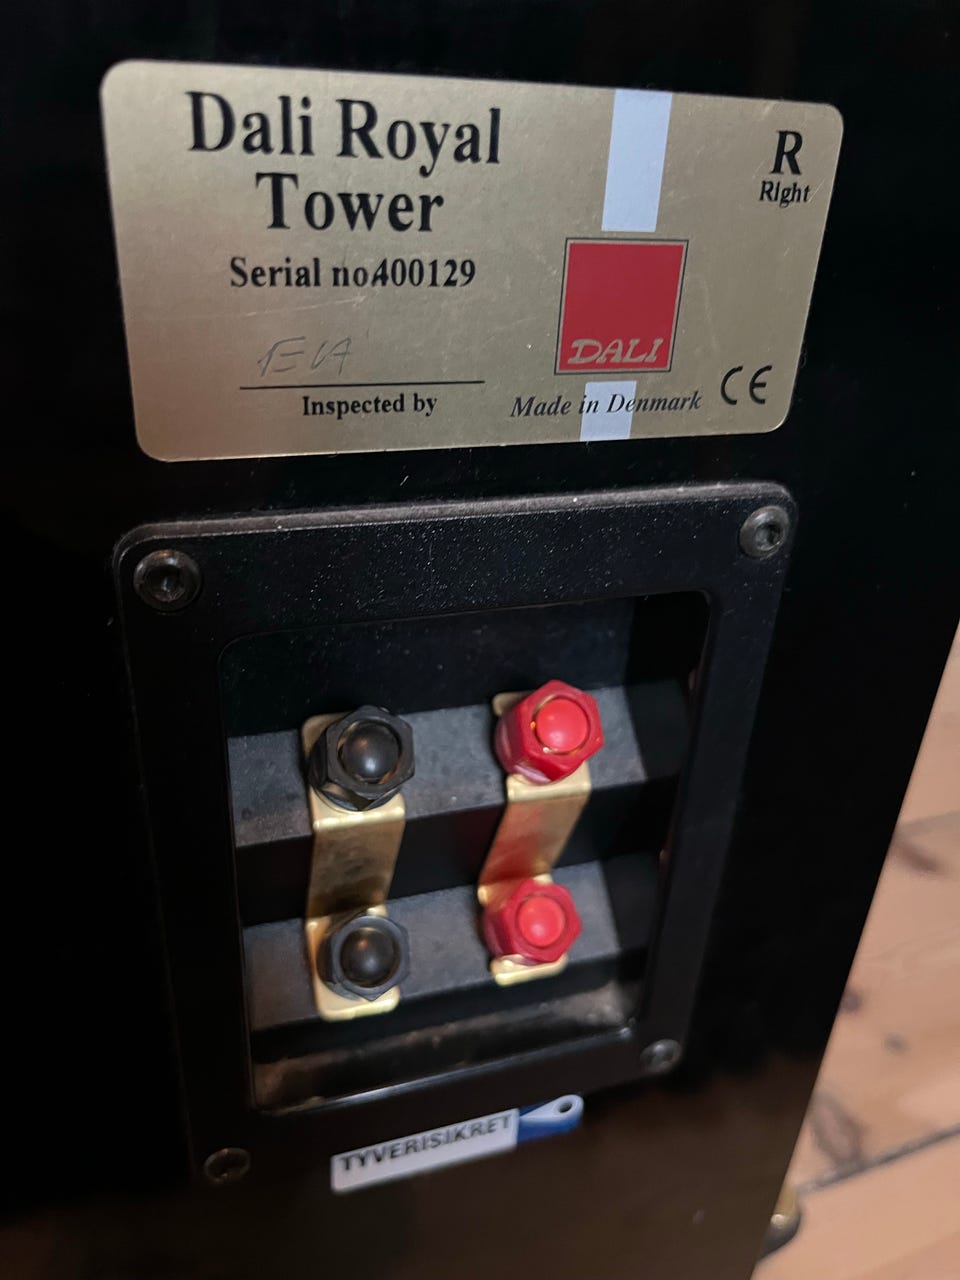 Dali Royal
Tower
Serial no400129
R
Right
DALI
Inspected by
Made in Denmark
CE
TYVERISIKRET